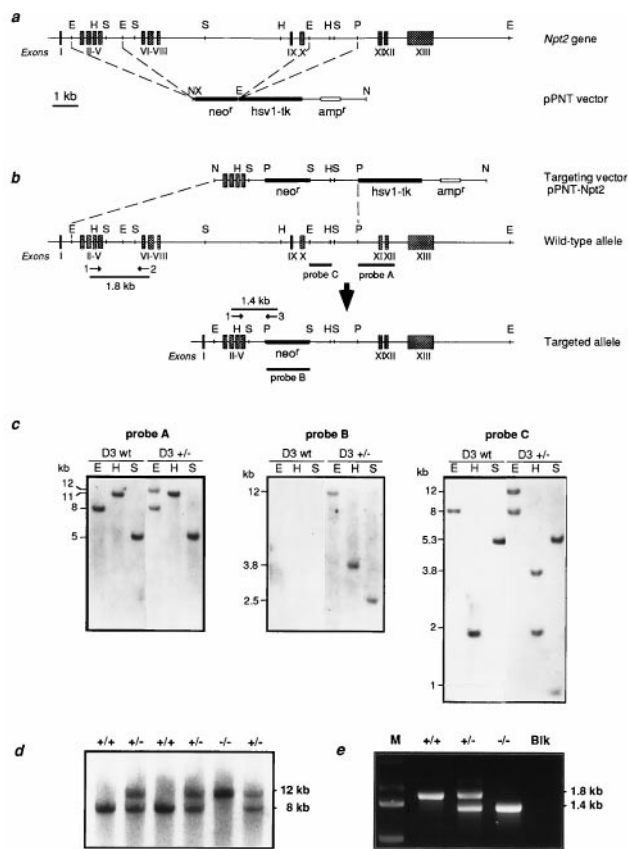 a
E H S E S H HS P E
Exons I II-V VI-VIII IX X XI XII XIII Npt2 gene
1 kb NX E N pPNT vector
neoʳ hsv1-tk ampʳ
b
N H S P S HS P N Targeting vector
neoʳ hsv1-tk ampʳ pPNT-Npt2
E H S E S S H E HS P E Wild-type allele
Exons I II-V VI-VIII IX X XI XII XIII
1 2 probe C probe A
1.8 kb
1.4 kb
1 3
E H S P S HS P E Targeted allele
Exons I II-V neoʳ XI XII XIII
probe B
c
probe A probe B probe C
D3 wt D3 +/- D3 wt D3 +/- D3 wt D3 +/-
kb E H S E H S kb E H S E H S kb E H S E H S
12 11 8 5
12 3.8 2.5
12 8 5.3 3.8 2 1
d
+/+ +/- +/+ +/- -/- +/-
12 kb
8 kb
e
M +/+ +/- -/- Blk
1.8 kb
1.4 kb